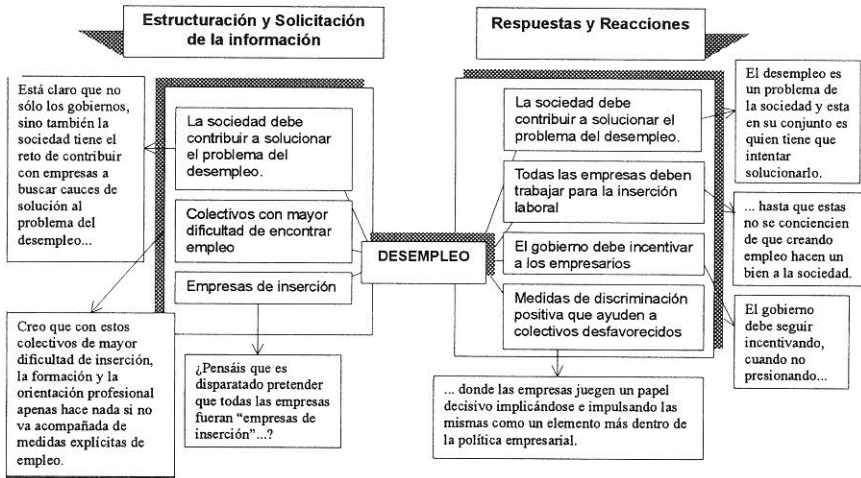 Estructuración y Solicitación
de la información
Respuestas y Reacciones
Está claro que no
sólo los gobiernos,
sino también la
sociedad tiene el
reto de contribuir
con empresas a
buscar cauces de
solución al
problema del
desempleo...
La sociedad debe
contribuir a solucionar
el problema del
desempleo.
Colectivos con mayor
dificultad de encontrar
empleo
Empresas de inserción
Creo que con estos
colectivos de mayor
dificultad de inserción,
la formación y la
orientación profesional
apenas hace nada si no
va acompañada de
medidas explícitas de
empleo.
¿Pensáis que es
disparatado pretender
que todas las empresas
fueran “empresas de
inserción”...?
DESEMPLEO
La sociedad debe
contribuir a solucionar el
problema del desempleo.
Todas las empresas deben
trabajar para la inserción
laboral
El gobierno debe incentivar
a los empresarios
Medidas de discriminación
positiva que ayuden a
colectivos desfavorecidos
El desempleo es
un problema de
la sociedad y esta
en su conjunto es
quien tiene que
intentar
solucionarlo.
... hasta que estas
no se conciencien
de que creando
empleo hacen un
bien a la sociedad.
El gobierno
debe seguir
incentivando,
cuando no
presionando...
... donde las empresas juegen un papel
decisivo implicándose e impulsando las
mismas como un elemento más dentro de
la política empresarial.